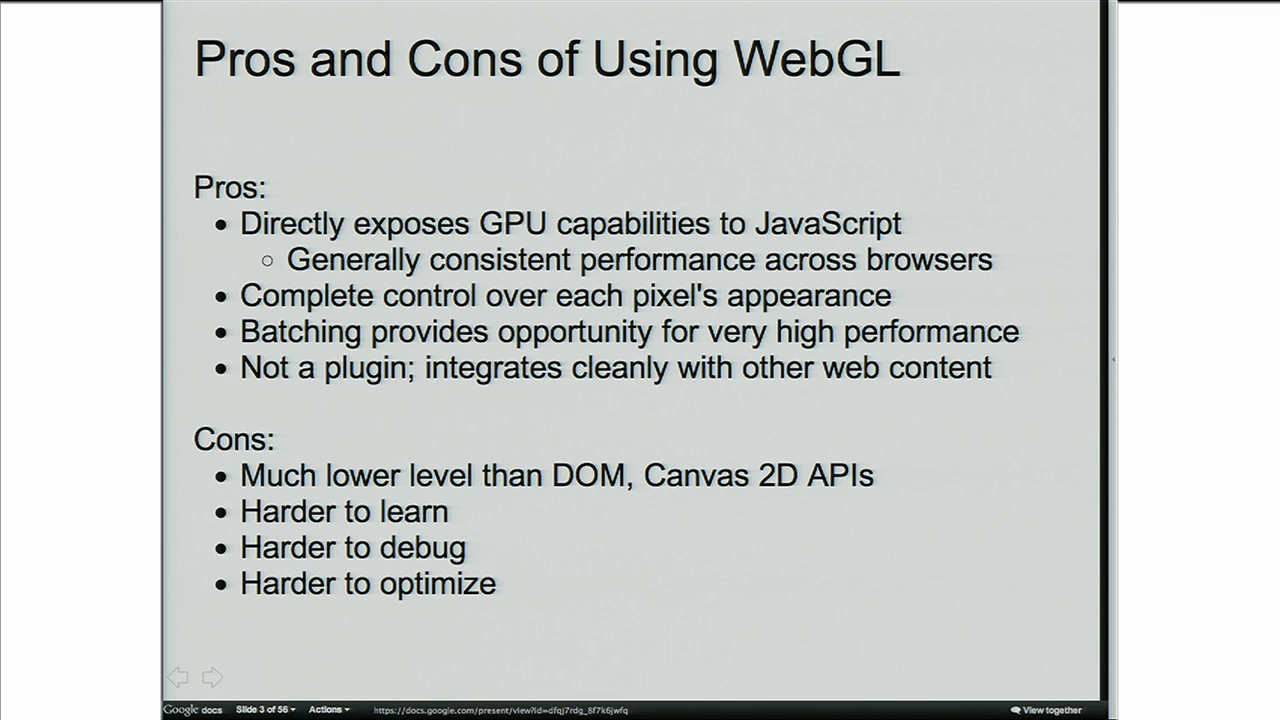 Pros and Cons of Using WebGL
Pros:
• Directly exposes GPU capabilities to JavaScript
○ Generally consistent performance across browsers
• Complete control over each pixel's appearance
• Batching provides opportunity for very high performance
• Not a plugin; integrates cleanly with other web content
Cons:
• Much lower level than DOM, Canvas 2D APIs
• Harder to learn
• Harder to debug
• Harder to optimize
Google docs Slide 3 of 56 Actions https://docs.google.com/present/view?id=dfqj7rdg_8f7k6jwfq View together